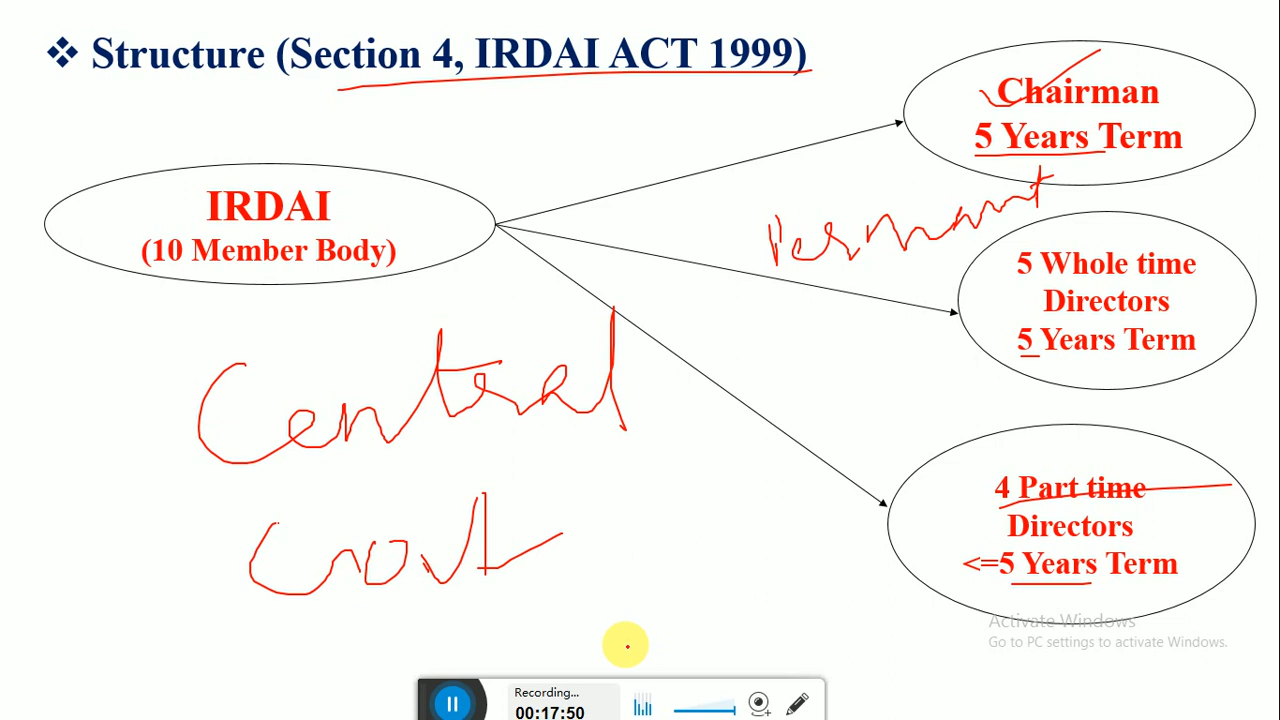 ❖ Structure (Section 4, IRDAI ACT 1999)
Chairman
5 Years Term
IRDAI
(10 Member Body)
Permanant
5 Whole time
Directors
5 Years Term
Central
Govt
4 Part time
Directors
<=5 Years Term
Activate Windows
Go to PC settings to activate Windows.
Recording...
00:17:50